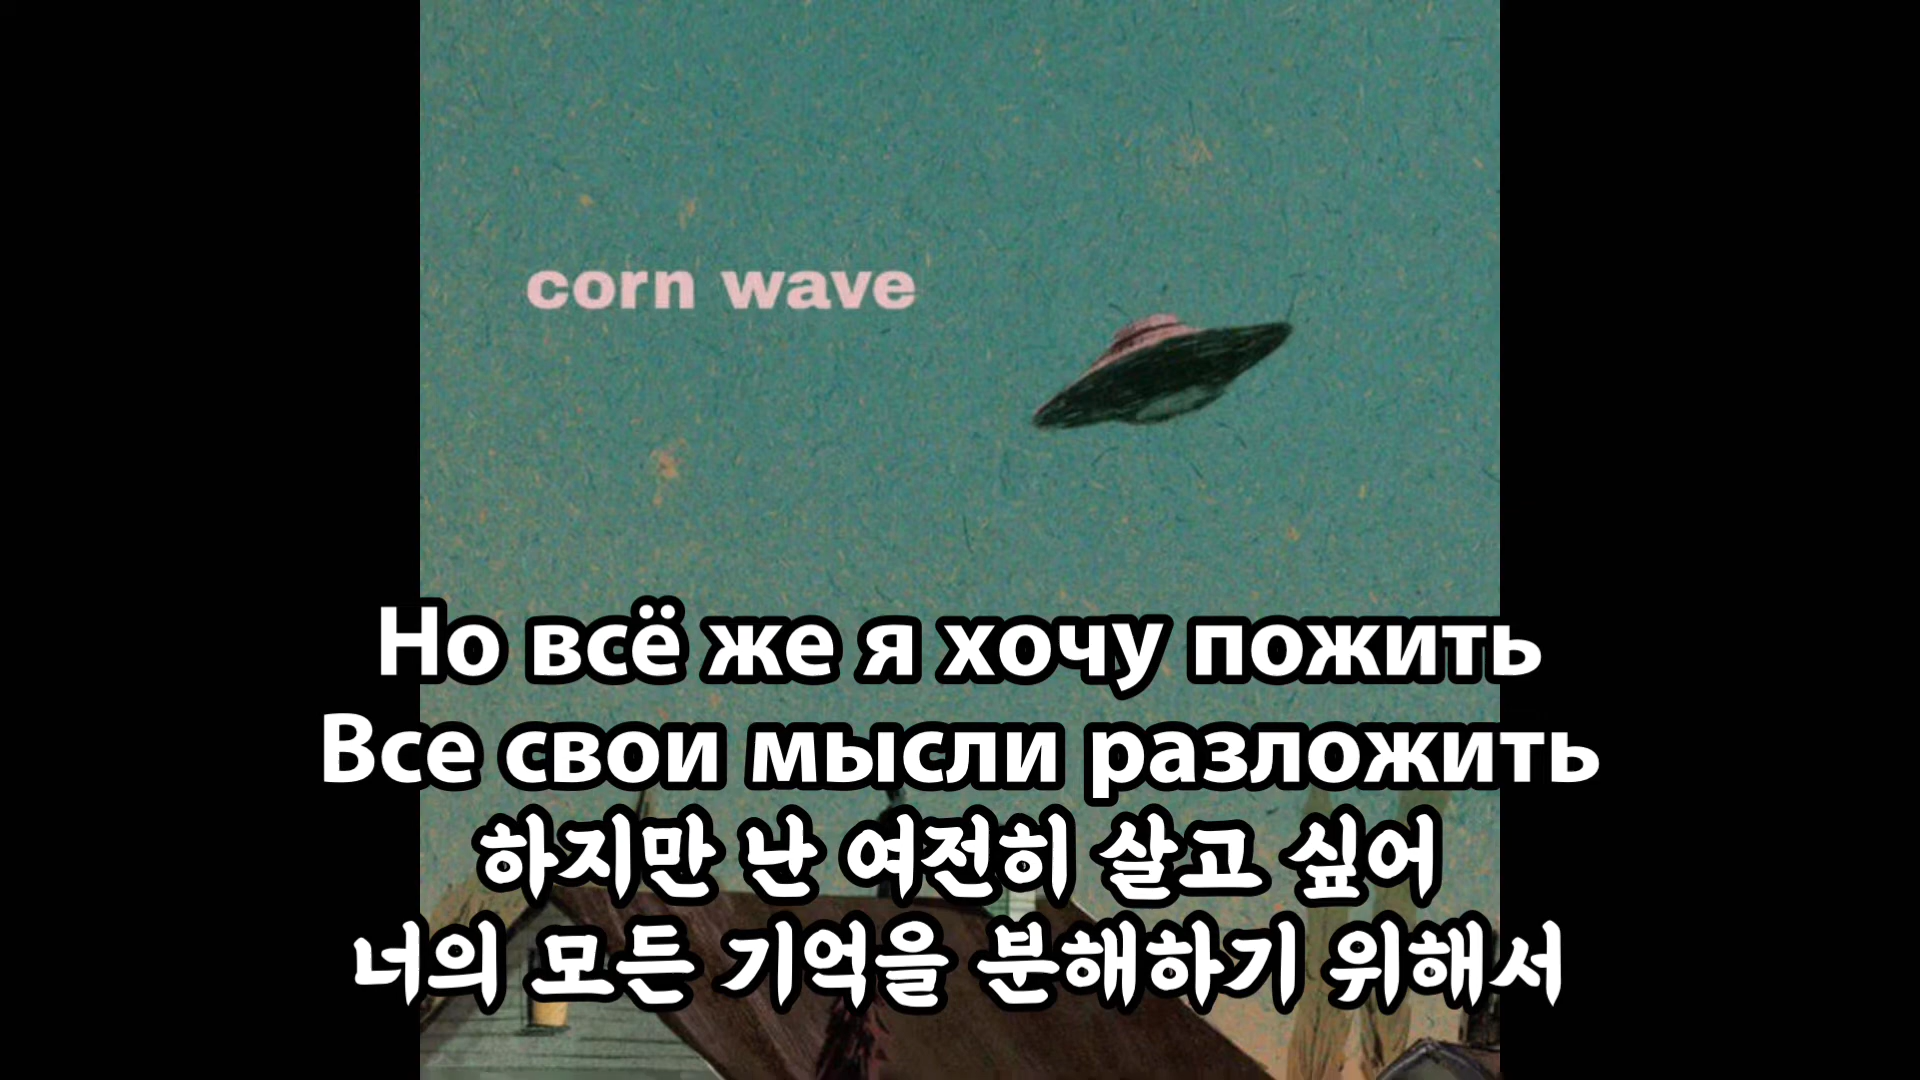 corn wave
Но всё же я хочу пожить
Все свои мысли разложить
하지만 난 여전히 살고 싶어
너의 모든 기억을 분해하기 위해서